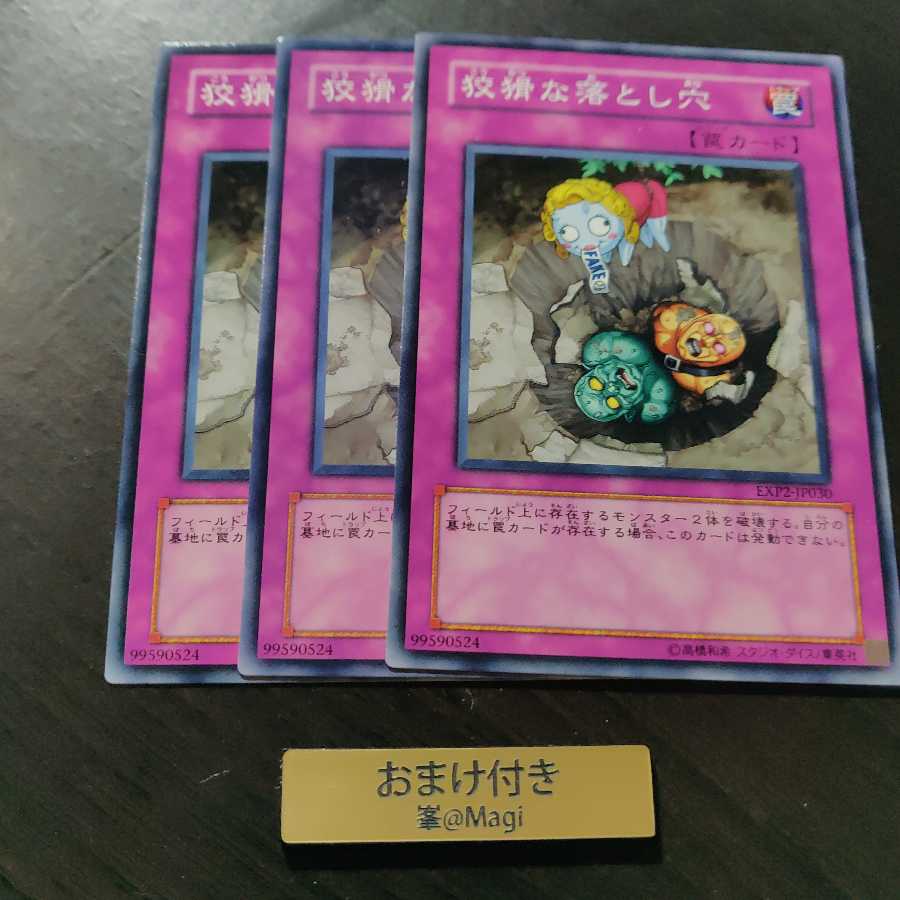 狡猾
狡猾な
狡猾な落とし穴
罠
【罠カード】
FAKE
EXP2-JP030
フィールド上
墓地に罠カー
99590524
フィールド上に
墓地に罠カー
99590524
フィールド上に存在するモンスター2体を破壊する。自分の
墓地に罠カードが存在する場合、このカードは発動できない。
99590524
©高橋和希 スタジオ・ダイス/集英社
おまけ付き
峯@Magi